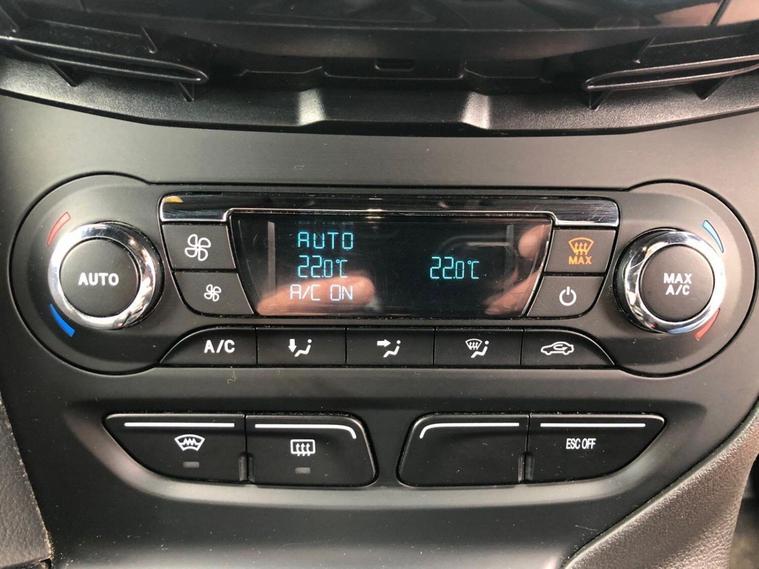 AUTO
AUTO
22.0°C 22.0°C
A/C ON
MAX
MAX
A/C
A/C
ESC OFF